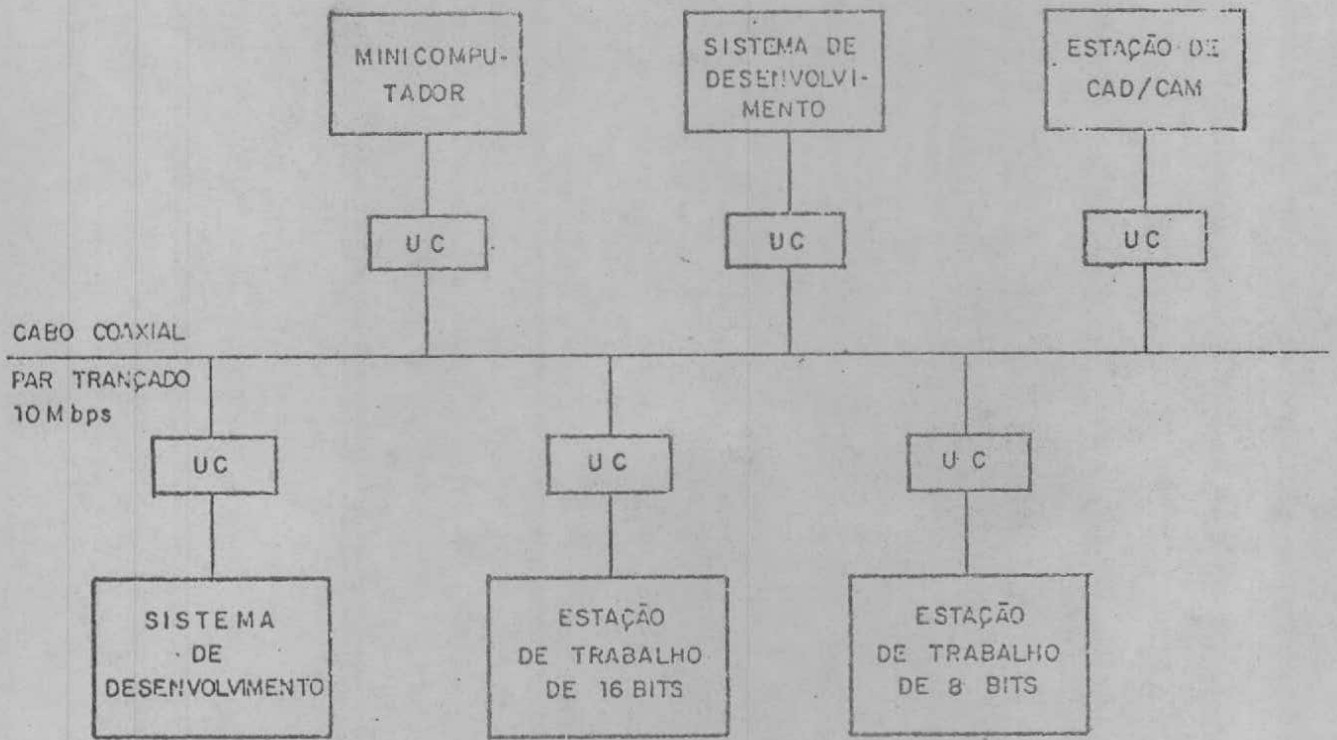 MINICOMPU-
TADOR
SISTEMA DE
DESENVOLVI-
MENTO
ESTAÇÃO DE
CAD/CAM
UC
UC
UC
CABO COAXIAL
PAR TRANÇADO
10 Mbps
UC
UC
UC
SISTEMA
DE
DESENVOLVIMENTO
ESTAÇÃO
DE TRABALHO
DE 16 BITS
ESTAÇÃO
DE TRABALHO
DE 8 BITS